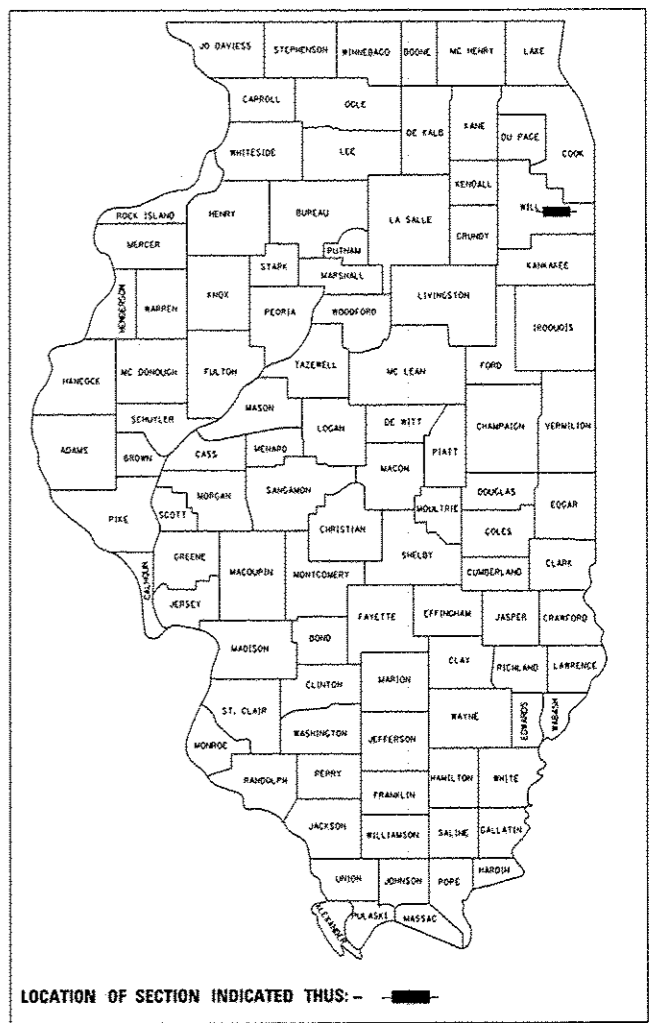 JO DAVIESS STEPHENSON WINNEBAGO BOONE MC HENRY LAKE
CARROLL OGLE DE KALB KANE DU PAGE COOK
WHITESIDE LEE
KENDALL
ROCK ISLAND HENRY BUREAU LA SALLE WILL
MERCER PUTNAM GRUNDY
STARK MARSHALL KANKAKEE
HENDERSON WARREN KNOX PEORIA WOODFORD LIVINGSTON IROQUOIS
HANCOCK MC DONOUGH FULTON TAZEWELL MC LEAN FORD
SCHUYLER MASON LOGAN DE WITT CHAMPAIGN VERMILION
ADAMS BROWN CASS MENARD MACON PIATT
PIKE SCOTT MORGAN SANGAMON MOULTRIE DOUGLAS EDGAR
CHRISTIAN COLES
CALHOUN GREENE MACOUPIN MONTGOMERY SHELBY CUMBERLAND CLARK
JERSEY FAYETTE EFFINGHAM JASPER CRAWFORD
MADISON BOND
CLAY RICHLAND LAWRENCE
CLINTON MARION
ST. CLAIR WAYNE EDWARDS WABASH
MONROE WASHINGTON JEFFERSON
RANDOLPH PERRY HAMILTON WHITE
FRANKLIN
JACKSON WILLIAMSON SALINE GALLATIN
UNION JOHNSON POPE HARDIN
ALEXANDER PULASKI MASSAC
LOCATION OF SECTION INDICATED THUS: -